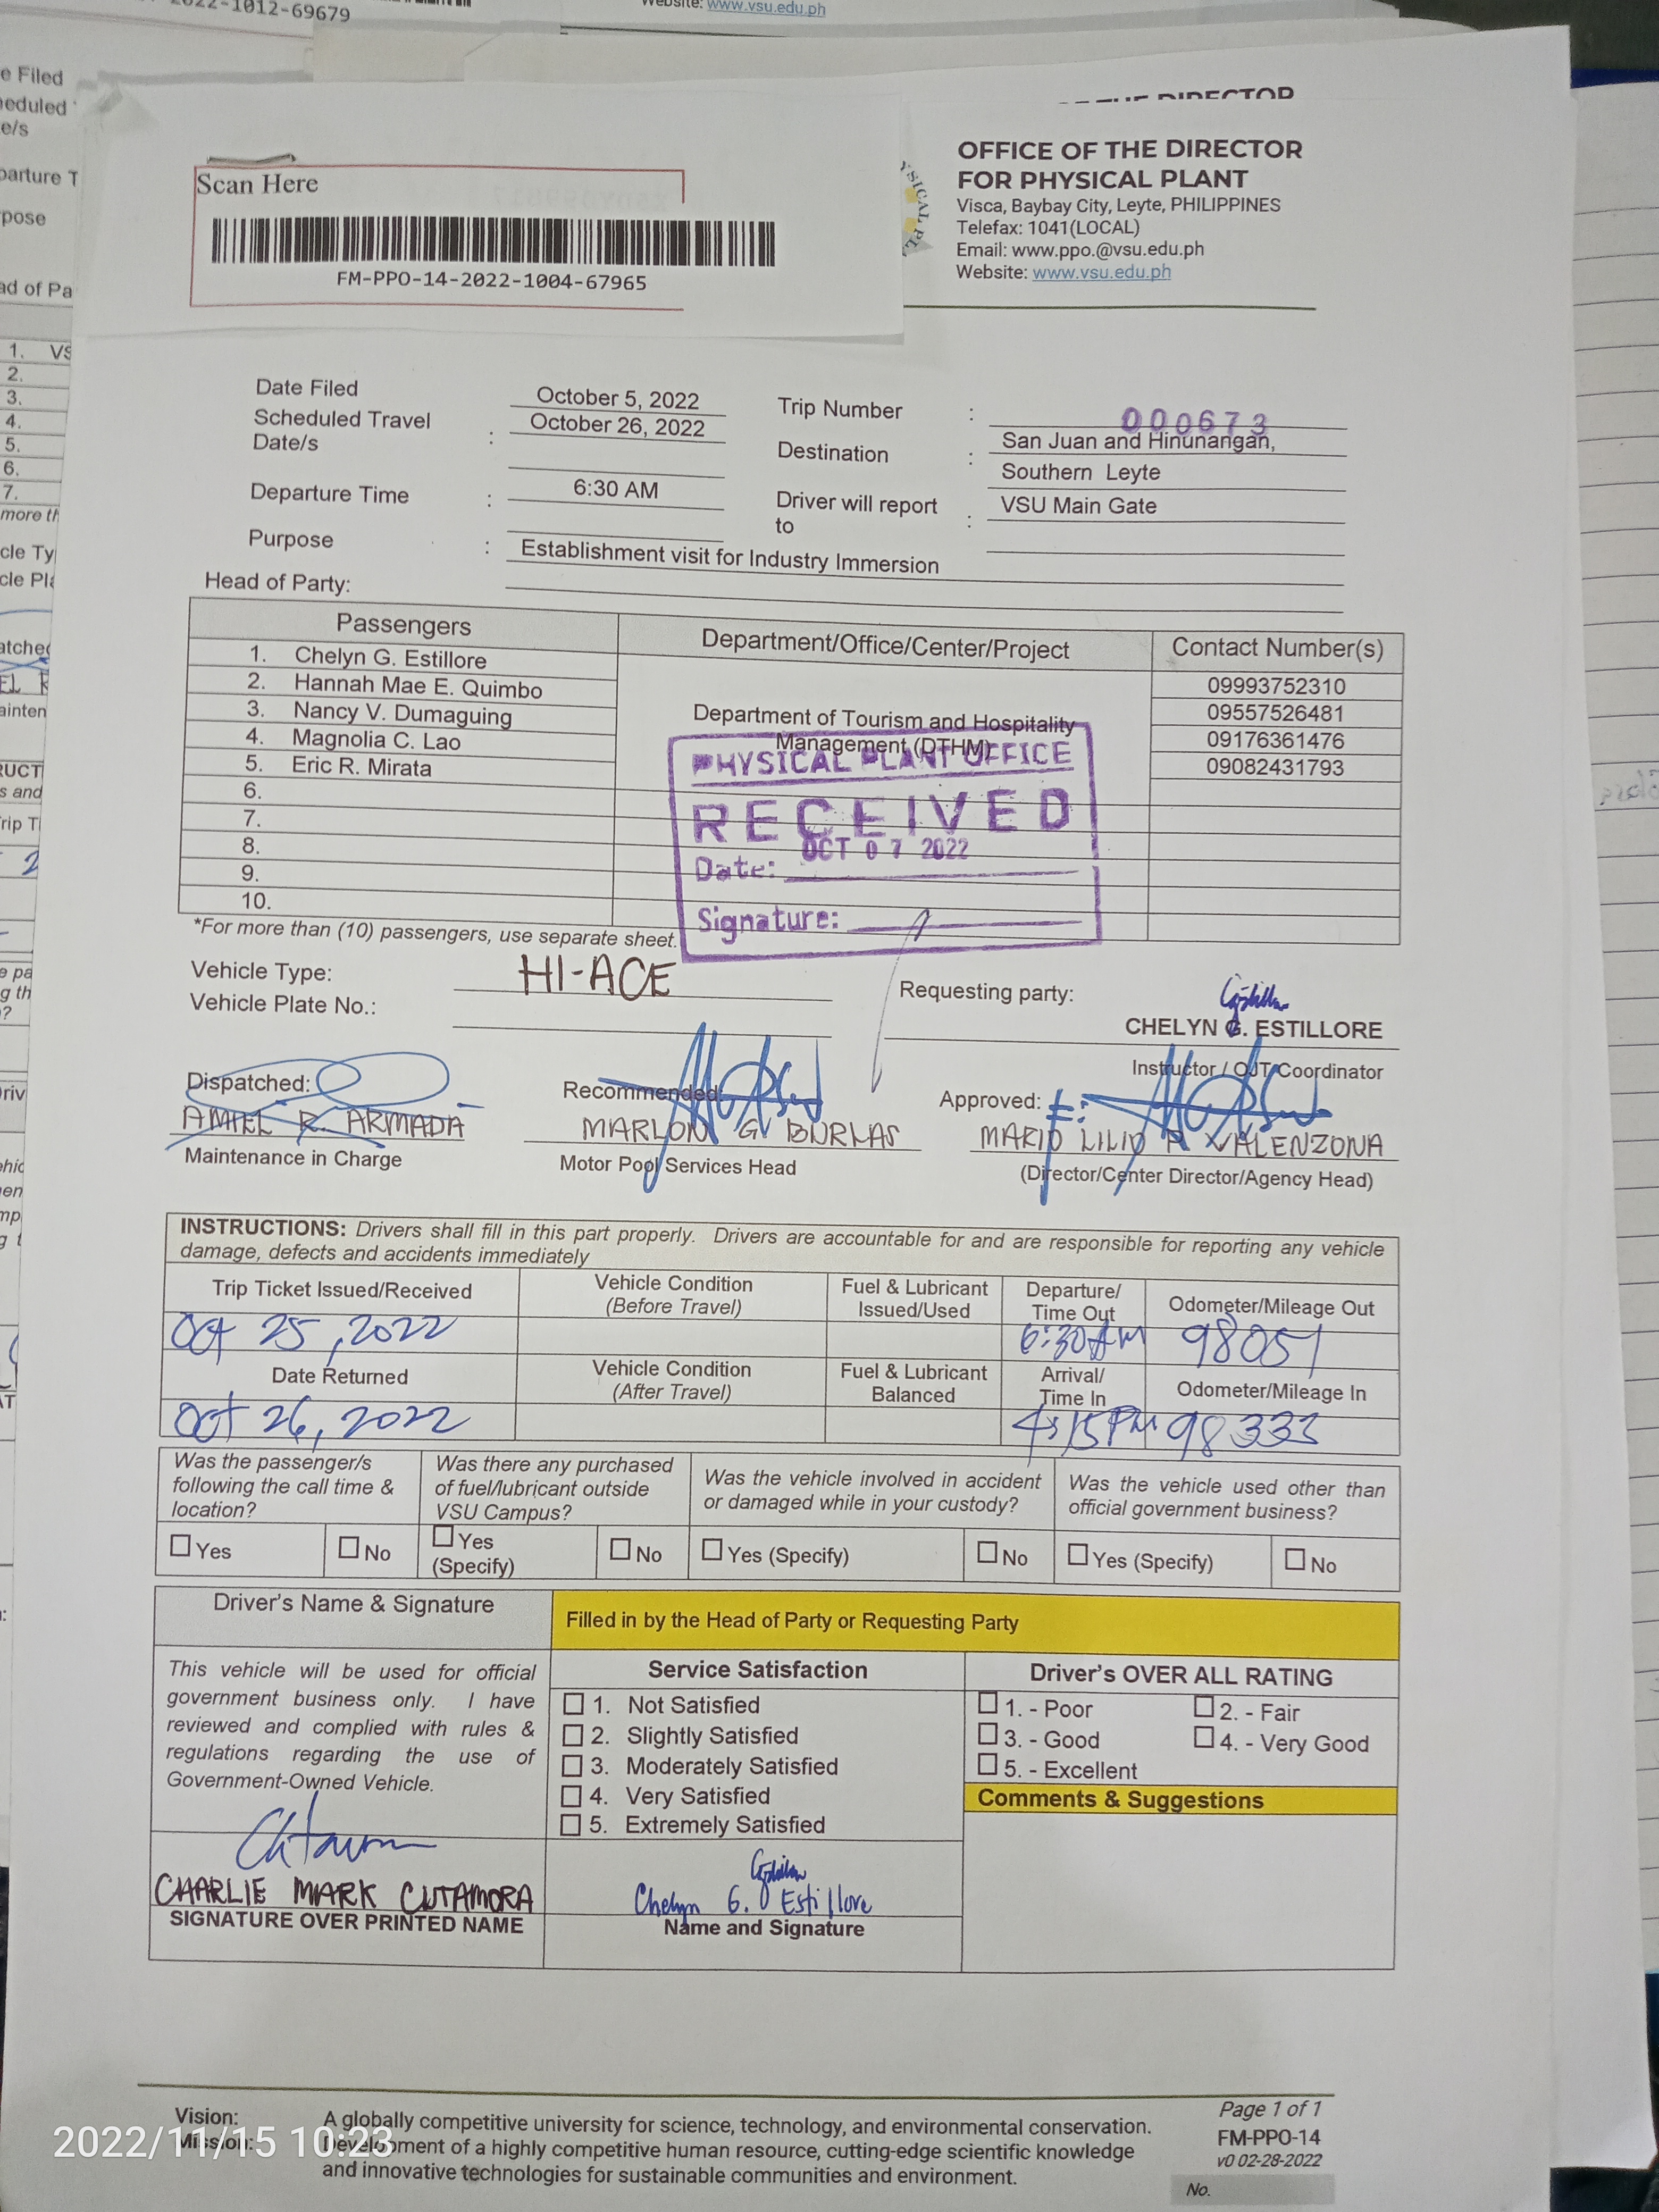 022-1012-69679
Website: www.vsu.edu.ph
THE DIRECTOR
Scan Here
FM-PPO-14-2022-1004-67965
OFFICE OF THE DIRECTOR
FOR PHYSICAL PLANT
Visca, Baybay City, Leyte, PHILIPPINES
Telefax: 1041(LOCAL)
Email: www.ppo.@vsu.edu.ph
Website: www.vsu.edu.ph
Date Filed October 5, 2022
Scheduled Travel Date/s : October 26, 2022
Departure Time : 6:30 AM
Trip Number : 000673
Destination : San Juan and Hinunangan,
Southern Leyte
Driver will report to : VSU Main Gate
Purpose : Establishment visit for Industry Immersion
Head of Party:
Passengers Department/Office/Center/Project Contact Number(s)
1. Chelyn G. Estillore
2. Hannah Mae E. Quimbo 09993752310
3. Nancy V. Dumaguing Department of Tourism and Hospitality 09557526481
4. Magnolia C. Lao Management (DTHM) 09176361476
5. Eric R. Mirata 09082431793
6.
7.
8.
9.
10.
PHYSICAL PLANT OFFICE
RECEIVED
OCT 07 2022
Date:
Signature:
*For more than (10) passengers, use separate sheet.
Vehicle Type: HI-ACE
Vehicle Plate No.:
Requesting party:
CHELYN G. ESTILLORE
Instructor / OJT Coordinator
Dispatched: Recommended: Approved:
AMIEL R. ARMADA MARLON G. BURLAS MARIO LILIO P. VALENZONA
Maintenance in Charge Motor Pool Services Head (Director/Center Director/Agency Head)
INSTRUCTIONS: Drivers shall fill in this part properly. Drivers are accountable for and are responsible for reporting any vehicle
damage, defects and accidents immediately
Trip Ticket Issued/Received Vehicle Condition (Before Travel) Fuel & Lubricant Issued/Used Departure/ Time Out Odometer/Mileage Out
Oct 25, 2022 6:30AM 98051
Date Returned Vehicle Condition (After Travel) Fuel & Lubricant Balanced Arrival/ Time In Odometer/Mileage In
Oct 26, 2022 4:15 PM 98333
Was the passenger/s following the call time & location?
Was there any purchased of fuel/lubricant outside VSU Campus?
Was the vehicle involved in accident or damaged while in your custody?
Was the vehicle used other than official government business?
Yes No Yes (Specify) No Yes (Specify) No Yes (Specify) No
Driver's Name & Signature
Filled in by the Head of Party or Requesting Party
This vehicle will be used for official
government business only. I have
reviewed and complied with rules &
regulations regarding the use of
Government-Owned Vehicle.
CHARLIE MARK CUTAMORA
SIGNATURE OVER PRINTED NAME
Service Satisfaction
1. Not Satisfied
2. Slightly Satisfied
3. Moderately Satisfied
4. Very Satisfied
5. Extremely Satisfied
Chelyn G. Estillore
Name and Signature
Driver's OVER ALL RATING
1. - Poor 2. - Fair
3. - Good 4. - Very Good
5. - Excellent
Comments & Suggestions
Vision: A globally competitive university for science, technology, and environmental conservation.
Mission: Development of a highly competitive human resource, cutting-edge scientific knowledge
and innovative technologies for sustainable communities and environment.
Page 1 of 1
FM-PPO-14
v0 02-28-2022
No.
2022/11/15 10:23